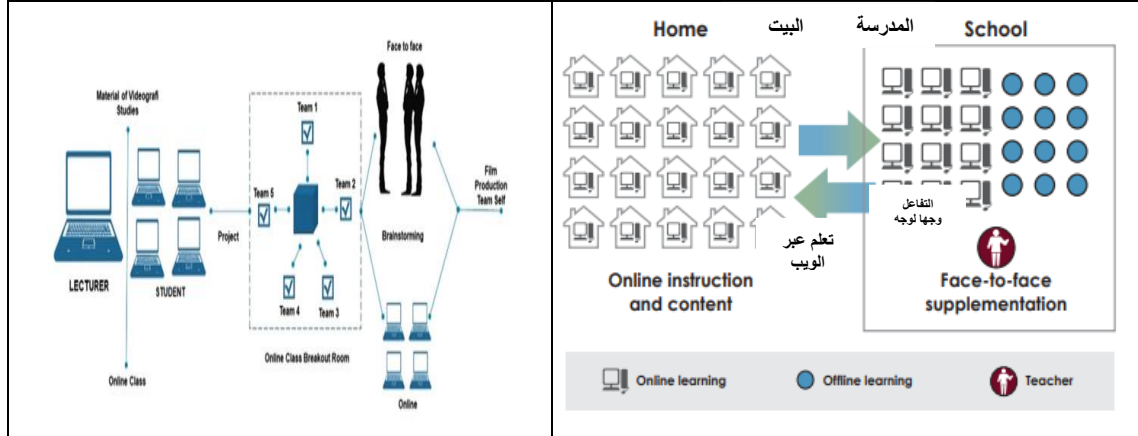 Face to face
Material of Videografi
Studies
Team 1
Team 5
Team 2
Film
Production
Team Self
Project
Brainstorming
LECTURER
STUDENT
Team 4
Team 3
Online Class Breakout Room
Online Class
Online
Home
البيت
المدرسة
School
التفاعل
وجها لوجه
تعلم عبر
الويب
Online instruction
and content
Face-to-face
supplementation
Online learning
Offline learning
Teacher